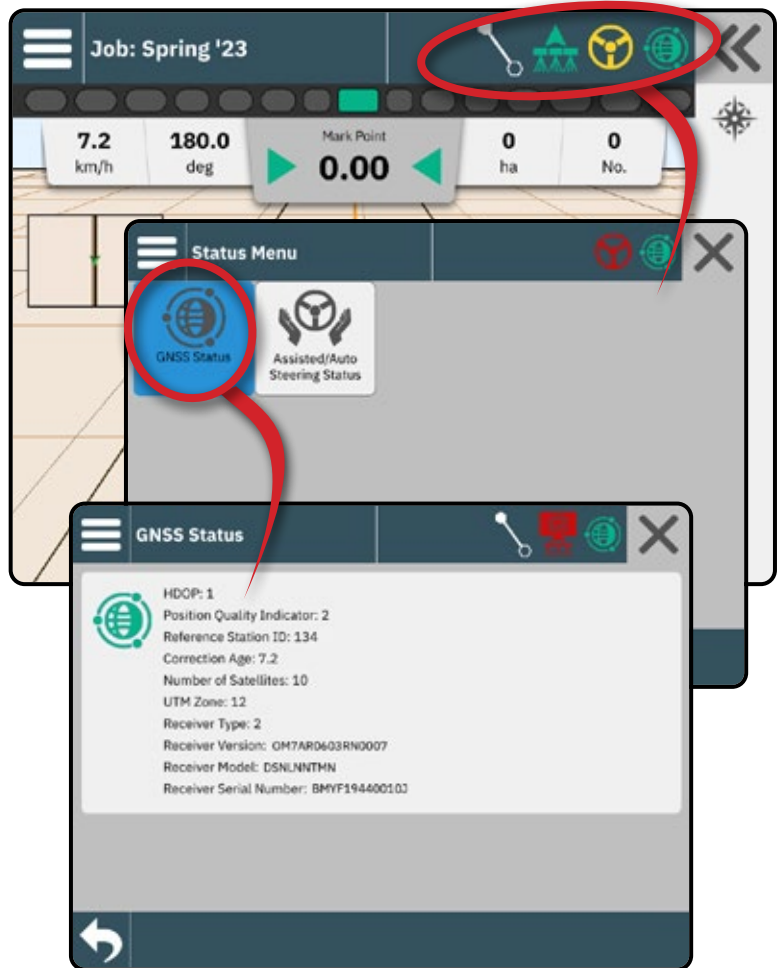 Job: Spring '23
7.2
km/h
180.0
deg
Mark Point
0.00
0
ha
0
No.
Status Menu
GNSS Status
Assisted/Auto
Steering Status
GNSS Status
HDOP: 1
Position Quality Indicator: 2
Reference Station ID: 134
Correction Age: 7.2
Number of Satellites: 10
UTM Zone: 12
Receiver Type: 2
Receiver Version: OM7AR0603RN0007
Receiver Model: DSNLNNTMN
Receiver Serial Number: BMYF19440010J